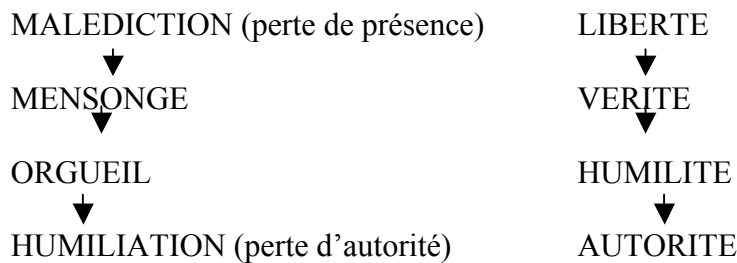 MALEDICTION (perte de présence) LIBERTE
MENSONGE VERITE
ORGUEIL HUMILITE
HUMILIATION (perte d'autorité) AUTORITE